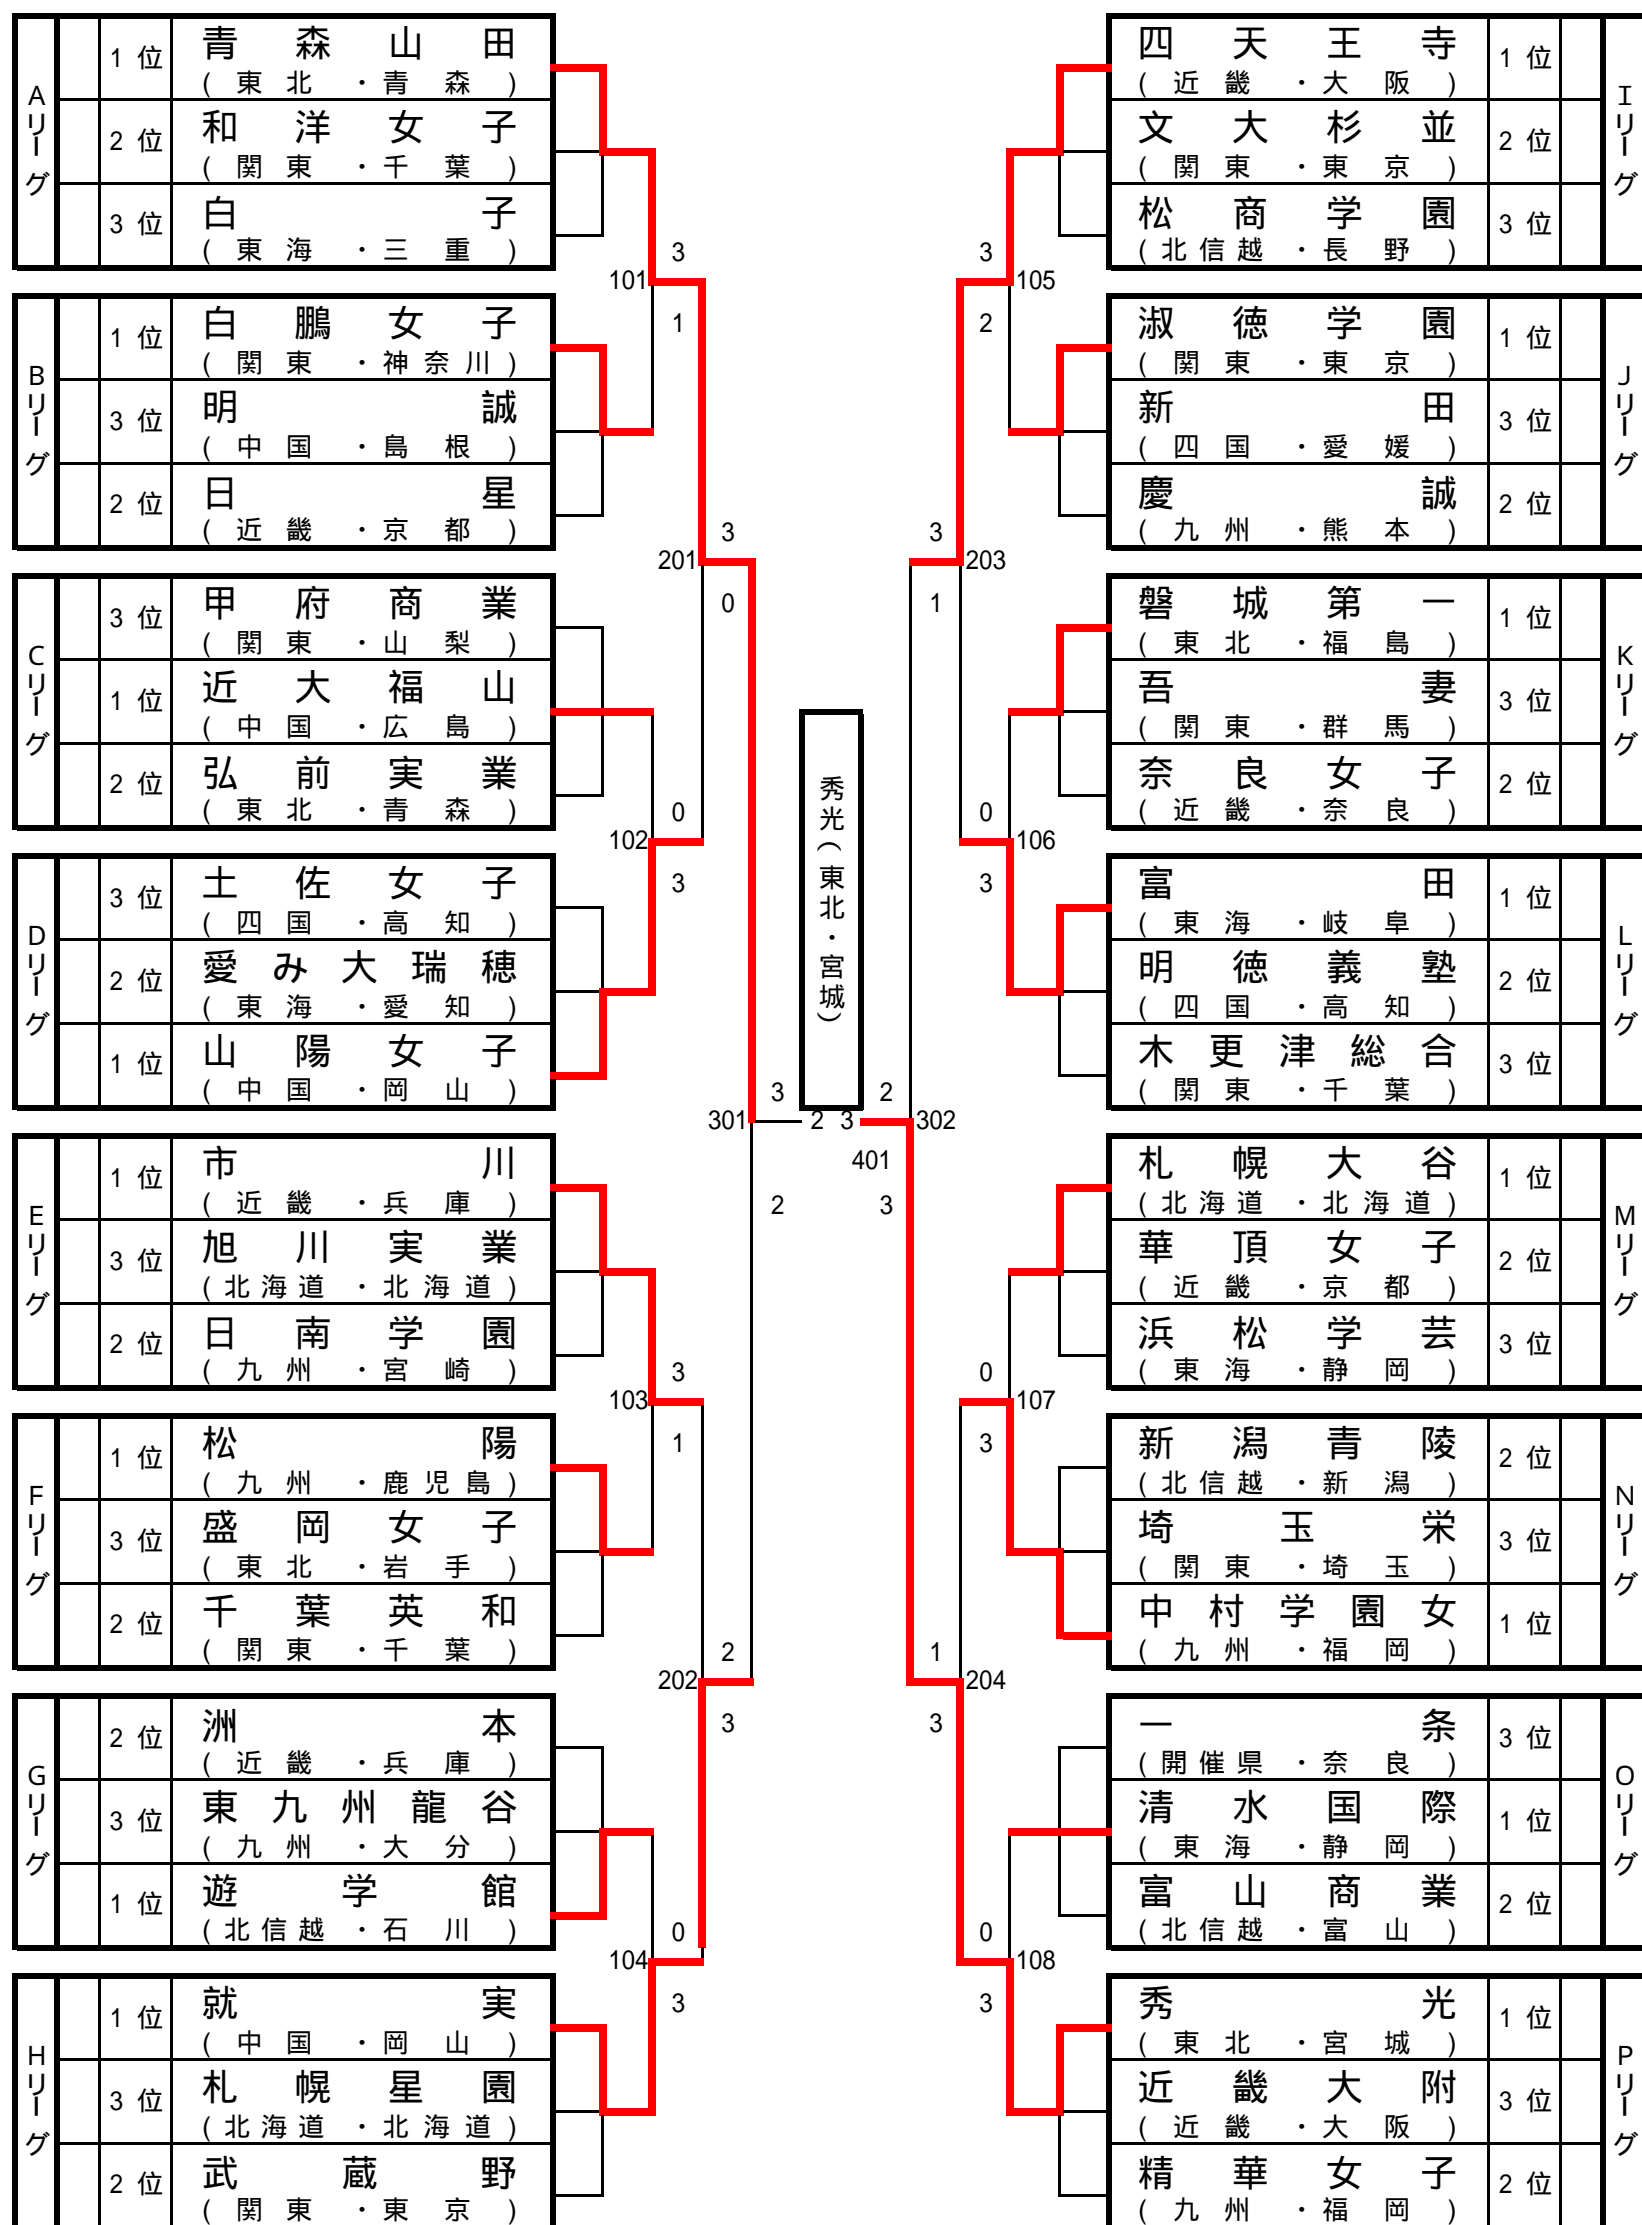 Aリーグ
1 位 青森山田
(東北・青森)
2 位 和洋女子
(関東・千葉)
3 位 白子
(東海・三重)
Bリーグ
1 位 白鵬女子
(関東・神奈川)
3 位 明誠
(中国・島根)
2 位 日星
(近畿・京都)
Cリーグ
3 位 甲府商業
(関東・山梨)
1 位 近大福山
(中国・広島)
2 位 弘前実業
(東北・青森)
Dリーグ
3 位 土佐女子
(四国・高知)
2 位 愛み大瑞穂
(東海・愛知)
1 位 山陽女子
(中国・岡山)
Eリーグ
1 位 市川
(近畿・兵庫)
3 位 旭川実業
(北海道・北海道)
2 位 日南学園
(九州・宮崎)
Fリーグ
1 位 松陽
(九州・鹿児島)
3 位 盛岡女子
(東北・岩手)
2 位 千葉英和
(関東・千葉)
Gリーグ
2 位 洲本
(近畿・兵庫)
3 位 東九州龍谷
(九州・大分)
1 位 遊学館
(北信越・石川)
Hリーグ
1 位 就実
(中国・岡山)
3 位 札幌星園
(北海道・北海道)
2 位 武蔵野
(関東・東京)
3
101
1
3
201
0
0
102
3
3
301
2
3
103
1
2
202
3
0
104
3
秀光(東北・宮城)
2 3
401
3
105
2
3
203
1
0
106
3
2
302
3
0
107
3
1
204
3
0
108
3
四天王寺 1 位
(近畿・大阪)
文大杉並 2 位
(関東・東京)
松商学園 3 位
(北信越・長野)
Iリーグ
淑徳学園 1 位
(関東・東京)
新田 3 位
(四国・愛媛)
慶誠 2 位
(九州・熊本)
Jリーグ
磐城第一 1 位
(東北・福島)
吾妻 3 位
(関東・群馬)
奈良女子 2 位
(近畿・奈良)
Kリーグ
富田 1 位
(東海・岐阜)
明徳義塾 2 位
(四国・高知)
木更津総合 3 位
(関東・千葉)
Lリーグ
札幌大谷 1 位
(北海道・北海道)
華頂女子 2 位
(近畿・京都)
浜松学芸 3 位
(東海・静岡)
Mリーグ
新潟青陵 2 位
(北信越・新潟)
埼玉栄 3 位
(関東・埼玉)
中村学園女 1 位
(九州・福岡)
Nリーグ
一条 3 位
(開催県・奈良)
清水国際 1 位
(東海・静岡)
富山商業 2 位
(北信越・富山)
Oリーグ
秀光 1 位
(東北・宮城)
近畿大附 3 位
(近畿・大阪)
精華女子 2 位
(九州・福岡)
Pリーグ